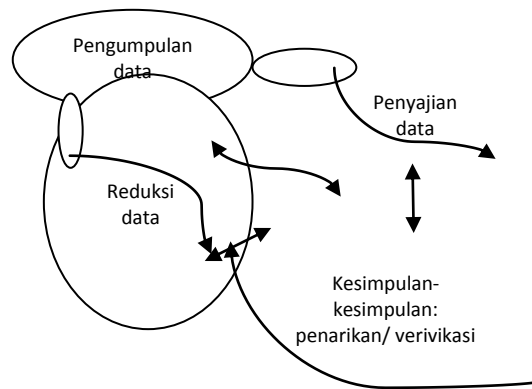 Pengumpulan
data
Penyajian
data
Reduksi
data
Kesimpulan-
kesimpulan:
penarikan/ verivikasi